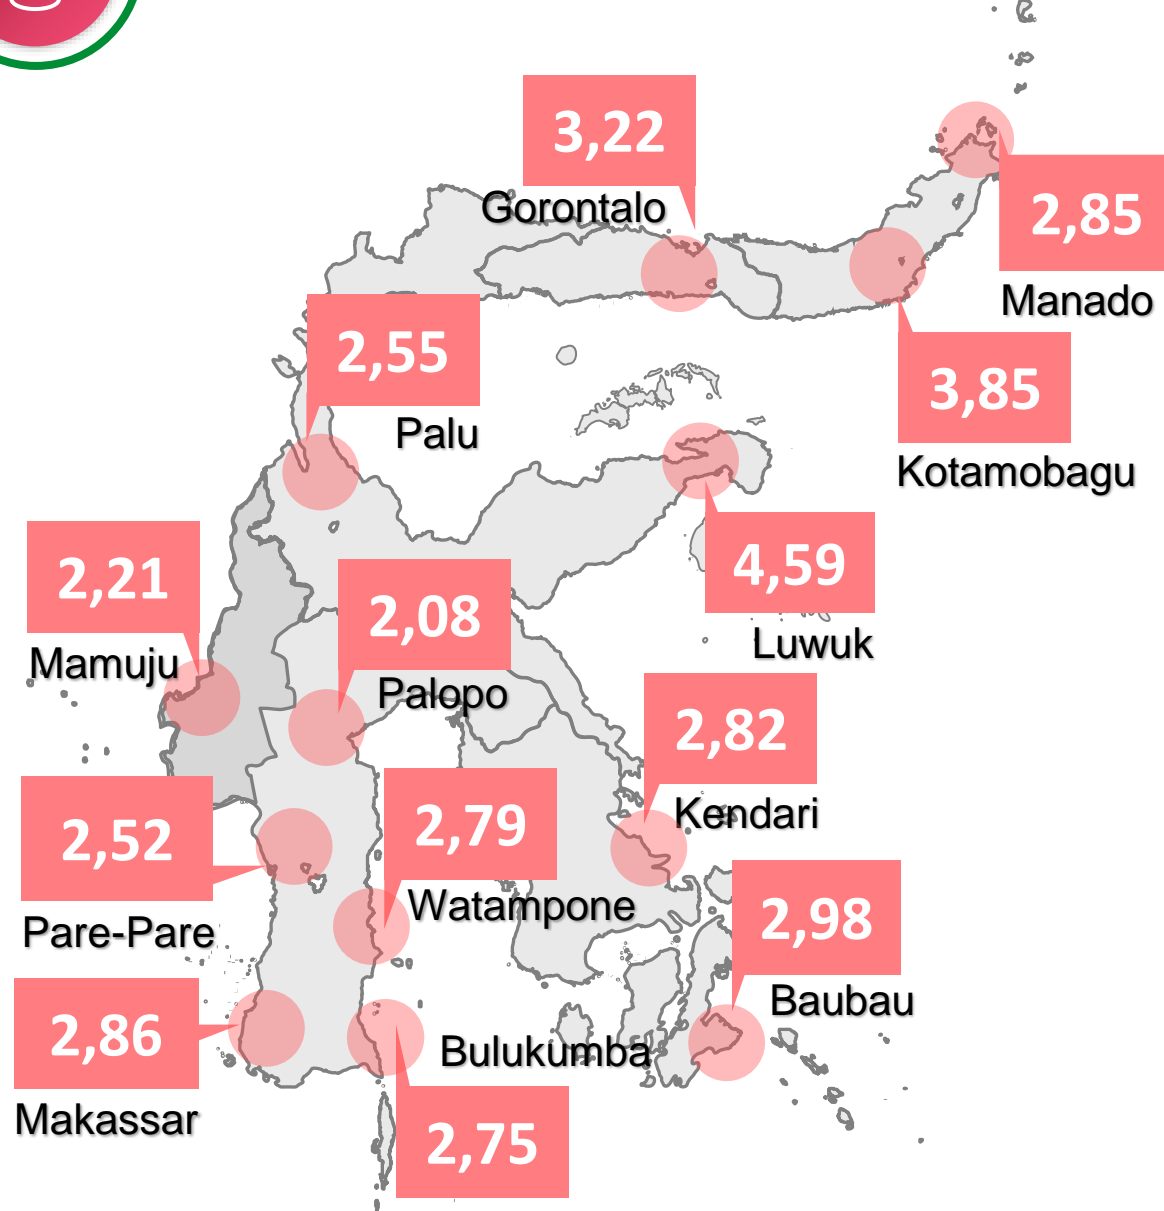 3,22
Gorontalo
2,85
Manado
2,55
Palu
3,85
Kotamobagu
4,59
Luwuk
2,21
Mamuju
2,08
Palopo
2,82
Kendari
2,52
Pare-Pare
2,79
Watampone
2,98
Baubau
2,86
Makassar
Bulukumba
2,75